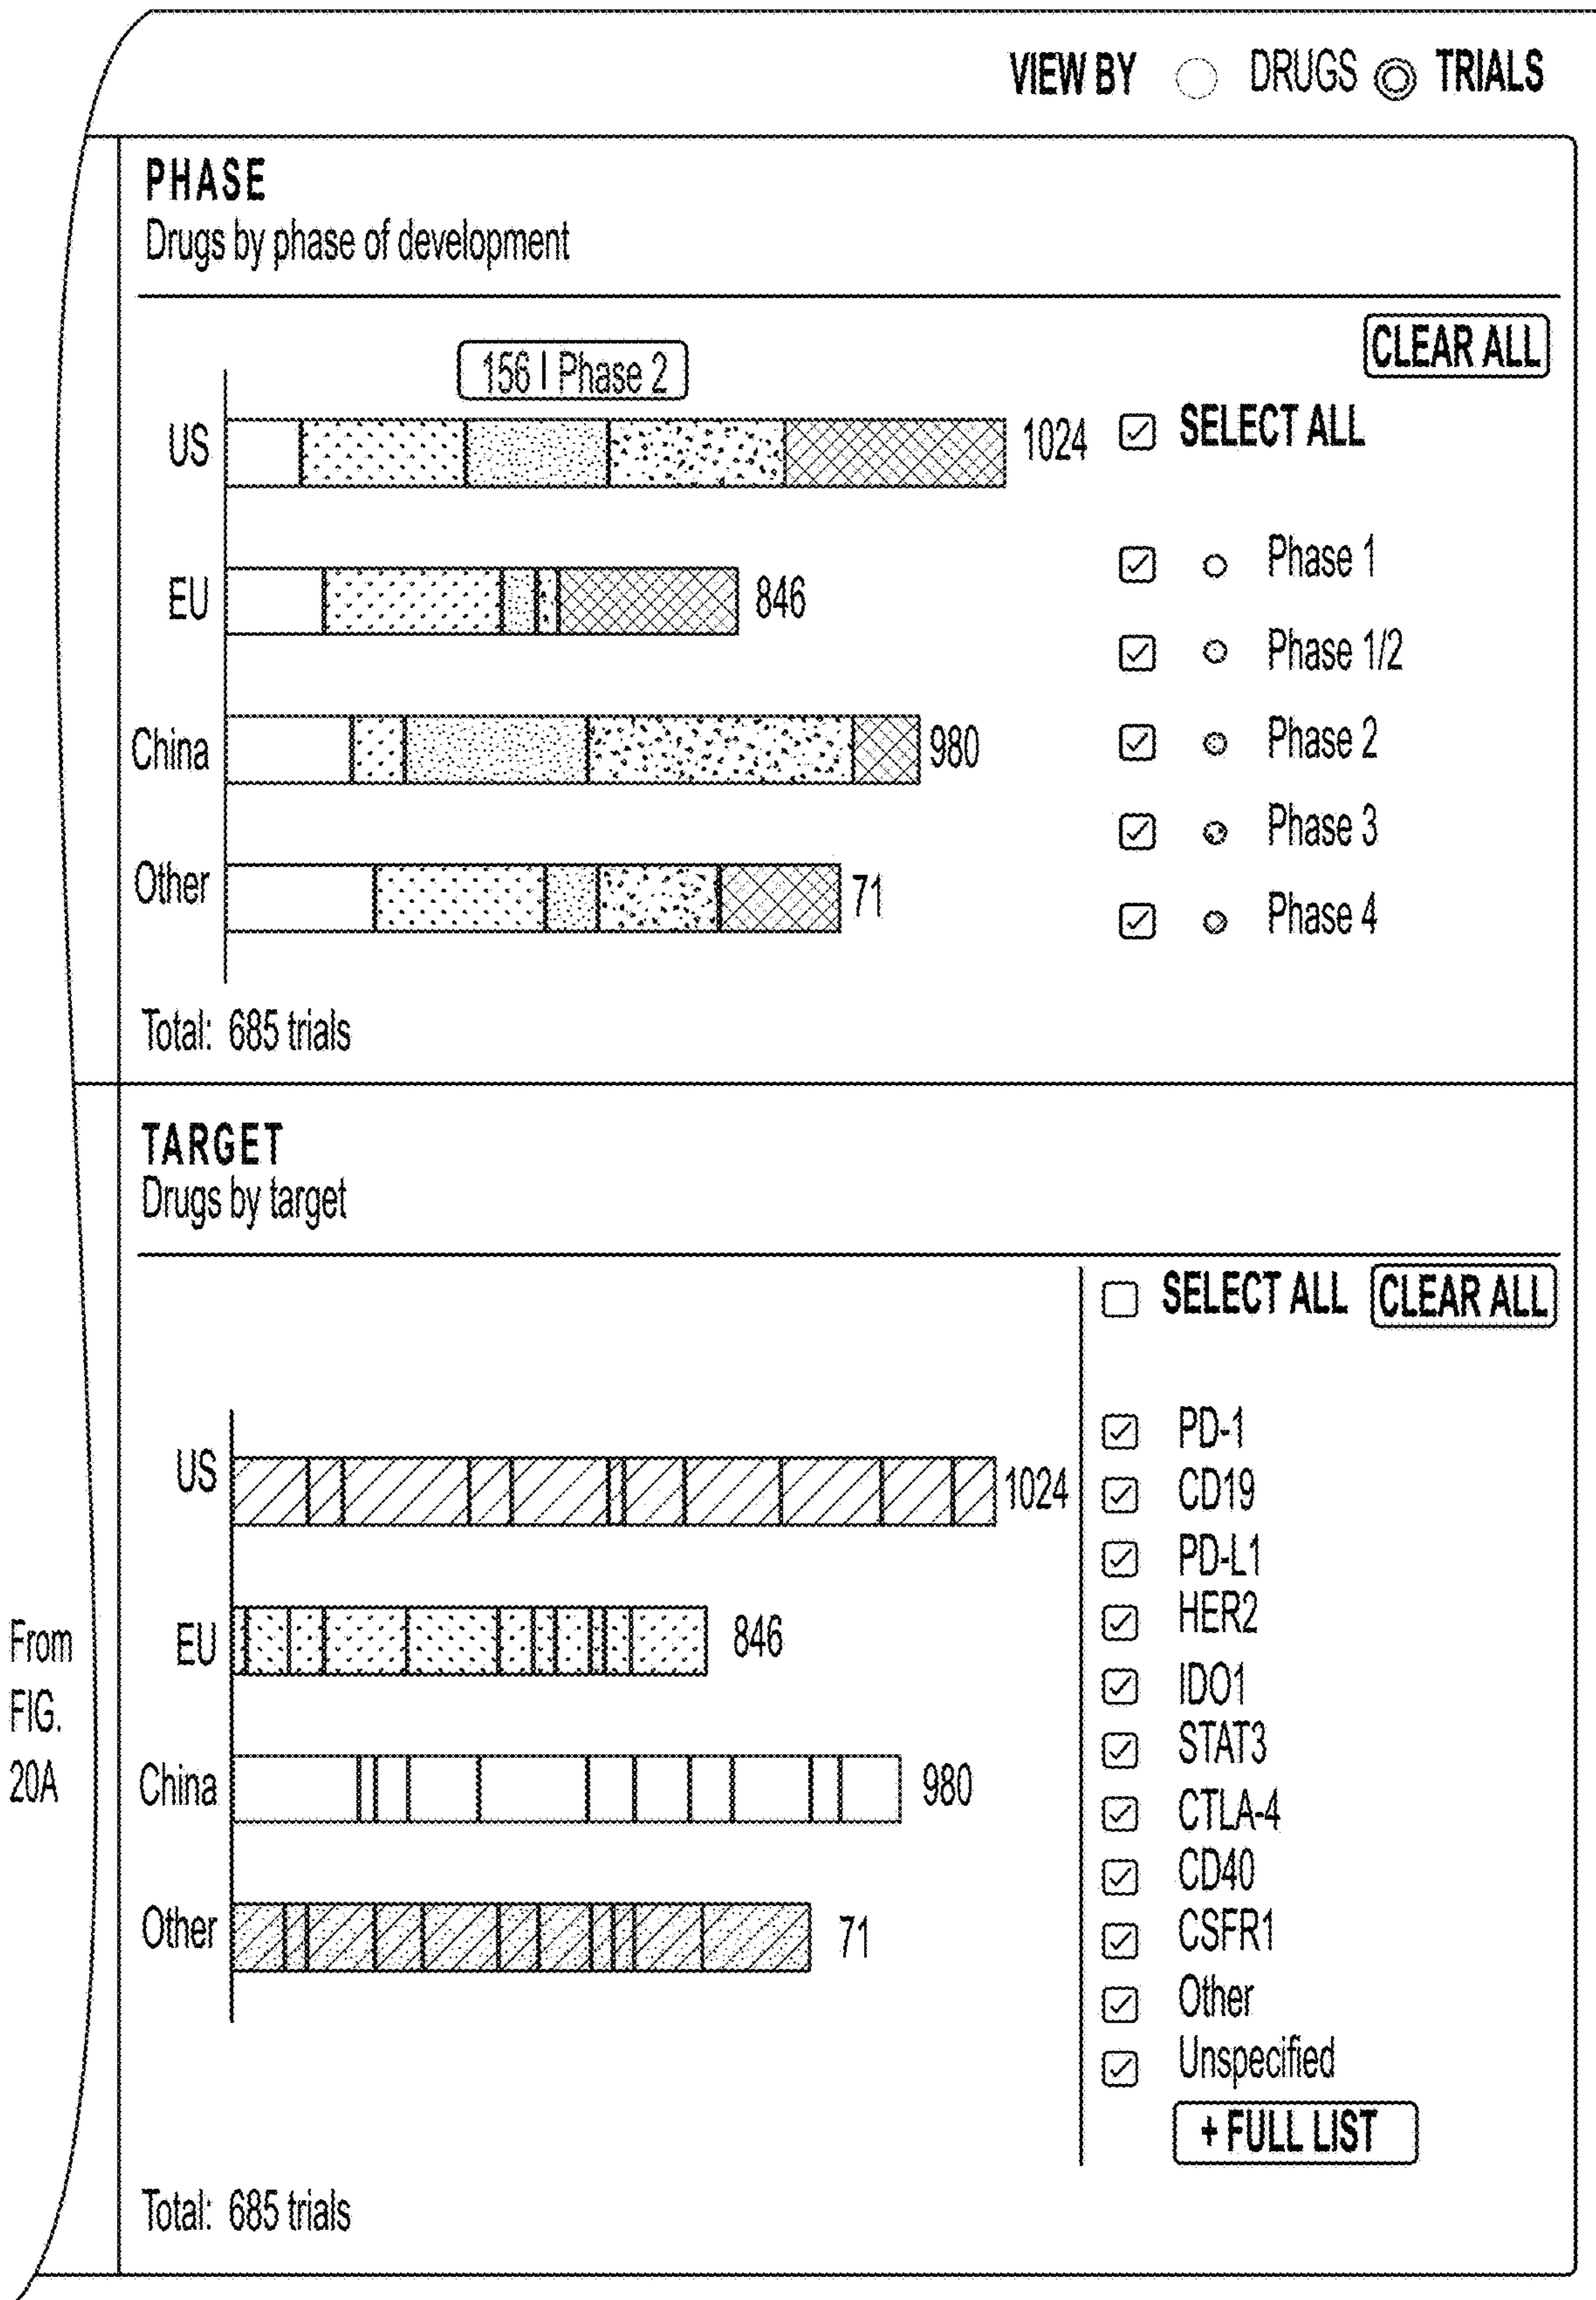 VIEW BY DRUGS TRIALS
PHASE
Drugs by phase of development
CLEAR ALL
156 | Phase 2
US 1024
EU 846
China 980
Other 71
SELECT ALL
Phase 1
Phase 1/2
Phase 2
Phase 3
Phase 4
Total: 685 trials
TARGET
Drugs by target
SELECT ALL CLEAR ALL
US 1024
EU 846
China 980
Other 71
PD-1
CD19
PD-L1
HER2
IDO1
STAT3
CTLA-4
CD40
CSFR1
Other
Unspecified
+ FULL LIST
Total: 685 trials
From
FIG.
20A